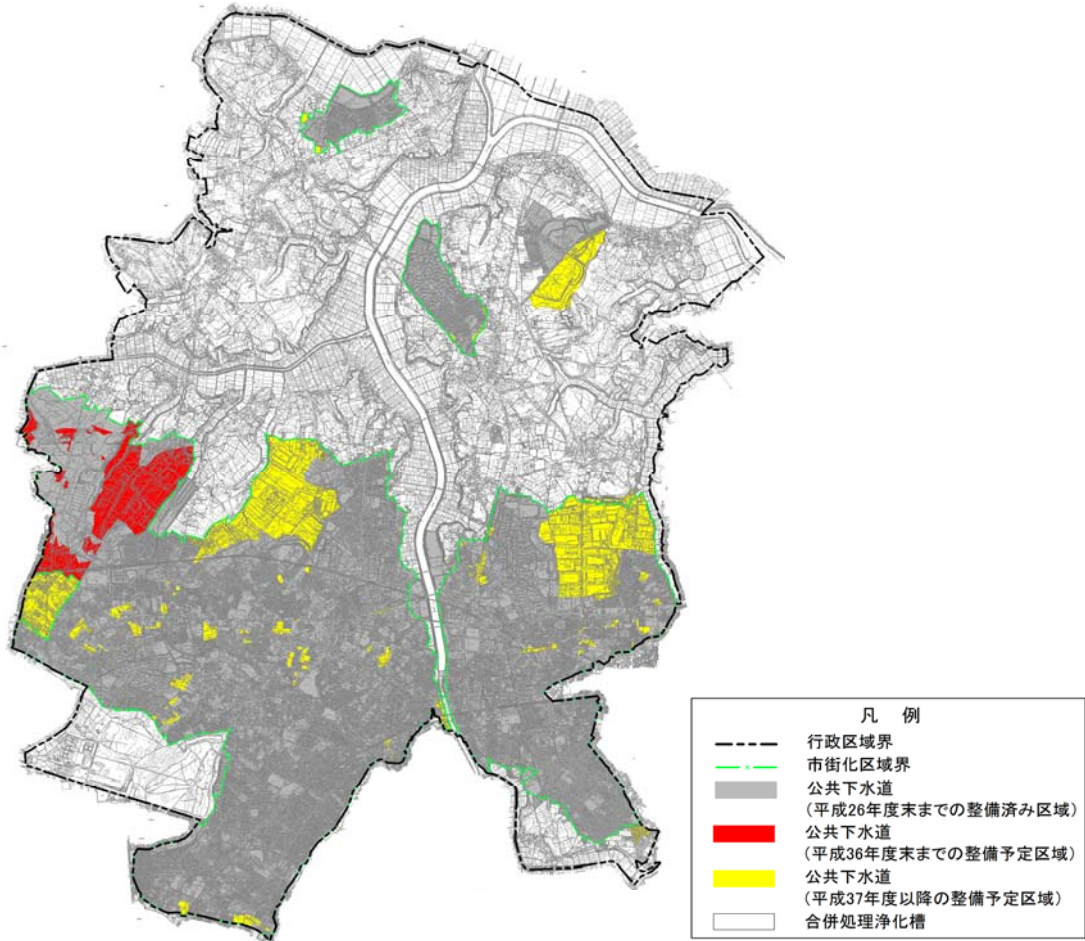 凡 例
行政区域界
市街化区域界
公共下水道
(平成26年度末までの整備済み区域)
公共下水道
(平成36年度末までの整備予定区域)
公共下水道
(平成37年度以降の整備予定区域)
合併処理浄化槽